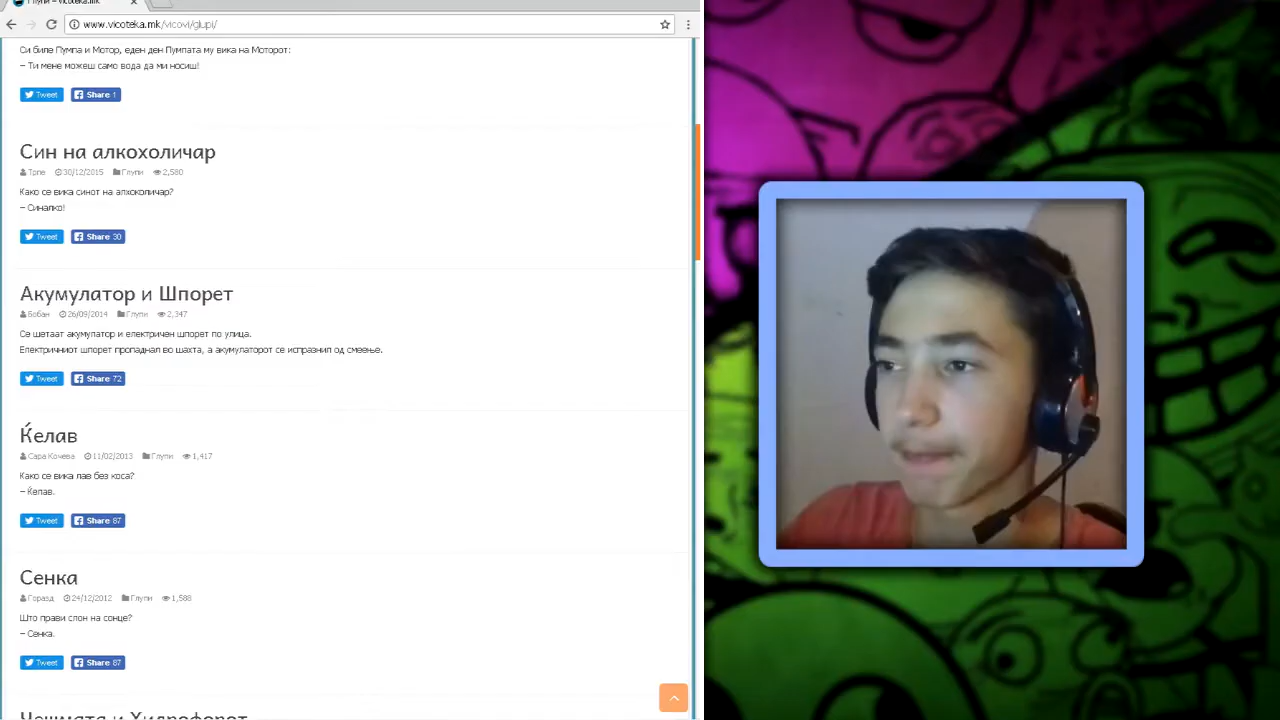 Глупи – vicoteka.mk
www.vicoteka.mk/vicovi/glupi/
Си биле Пумпа и Мотор, еден ден Пумпата му вика на Моторот:
– Ти мене можеш само вода да ми носиш!
Tweet Share 1
Син на алкохоличар
Трпе 30/12/2015 Глупи 2,580
Како се вика синот на алкохоличар?
– Синалко!
Tweet Share 30
Акумулатор и Шпорет
Бобан 26/09/2014 Глупи 2,347
Се шетаат акумулатор и електричен шпорет по улица.
Електричниот шпорет пропаднал во шахта, а акумулаторот се испразнил од смеење.
Tweet Share 72
Ќелав
Сара Кочева 11/02/2013 Глупи 1,417
Како се вика лав без коса?
– Ќелав.
Tweet Share 87
Сенка
Горазд 24/12/2012 Глупи 1,588
Што прави слон на сонце?
– Сенка.
Tweet Share 87
Чешмата и Хидрофорот